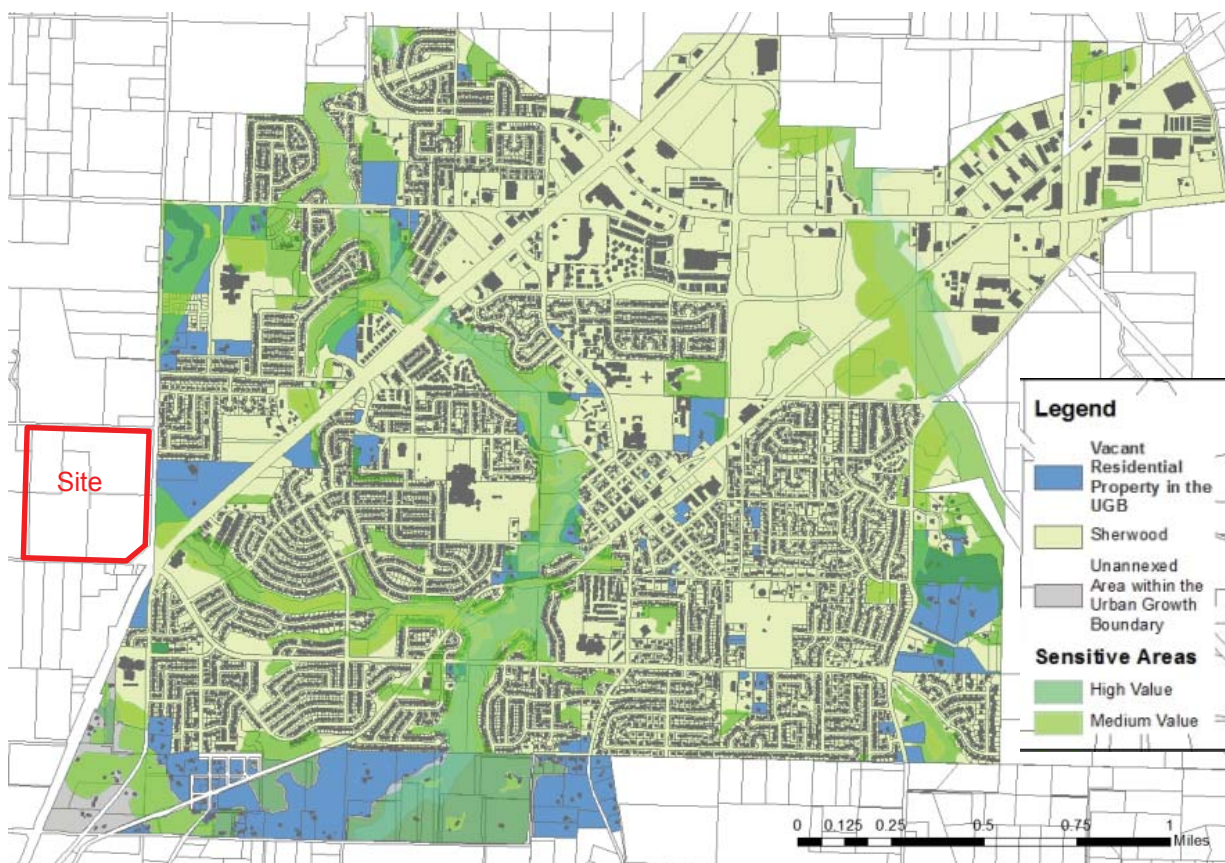 Site
Legend
Vacant
Residential
Property in the
UGB
Sherwood
Unannexed
Area within the
Urban Growth
Boundary
Sensitive Areas
High Value
Medium Value
0 0.125 0.25 0.5 0.75 1
Miles